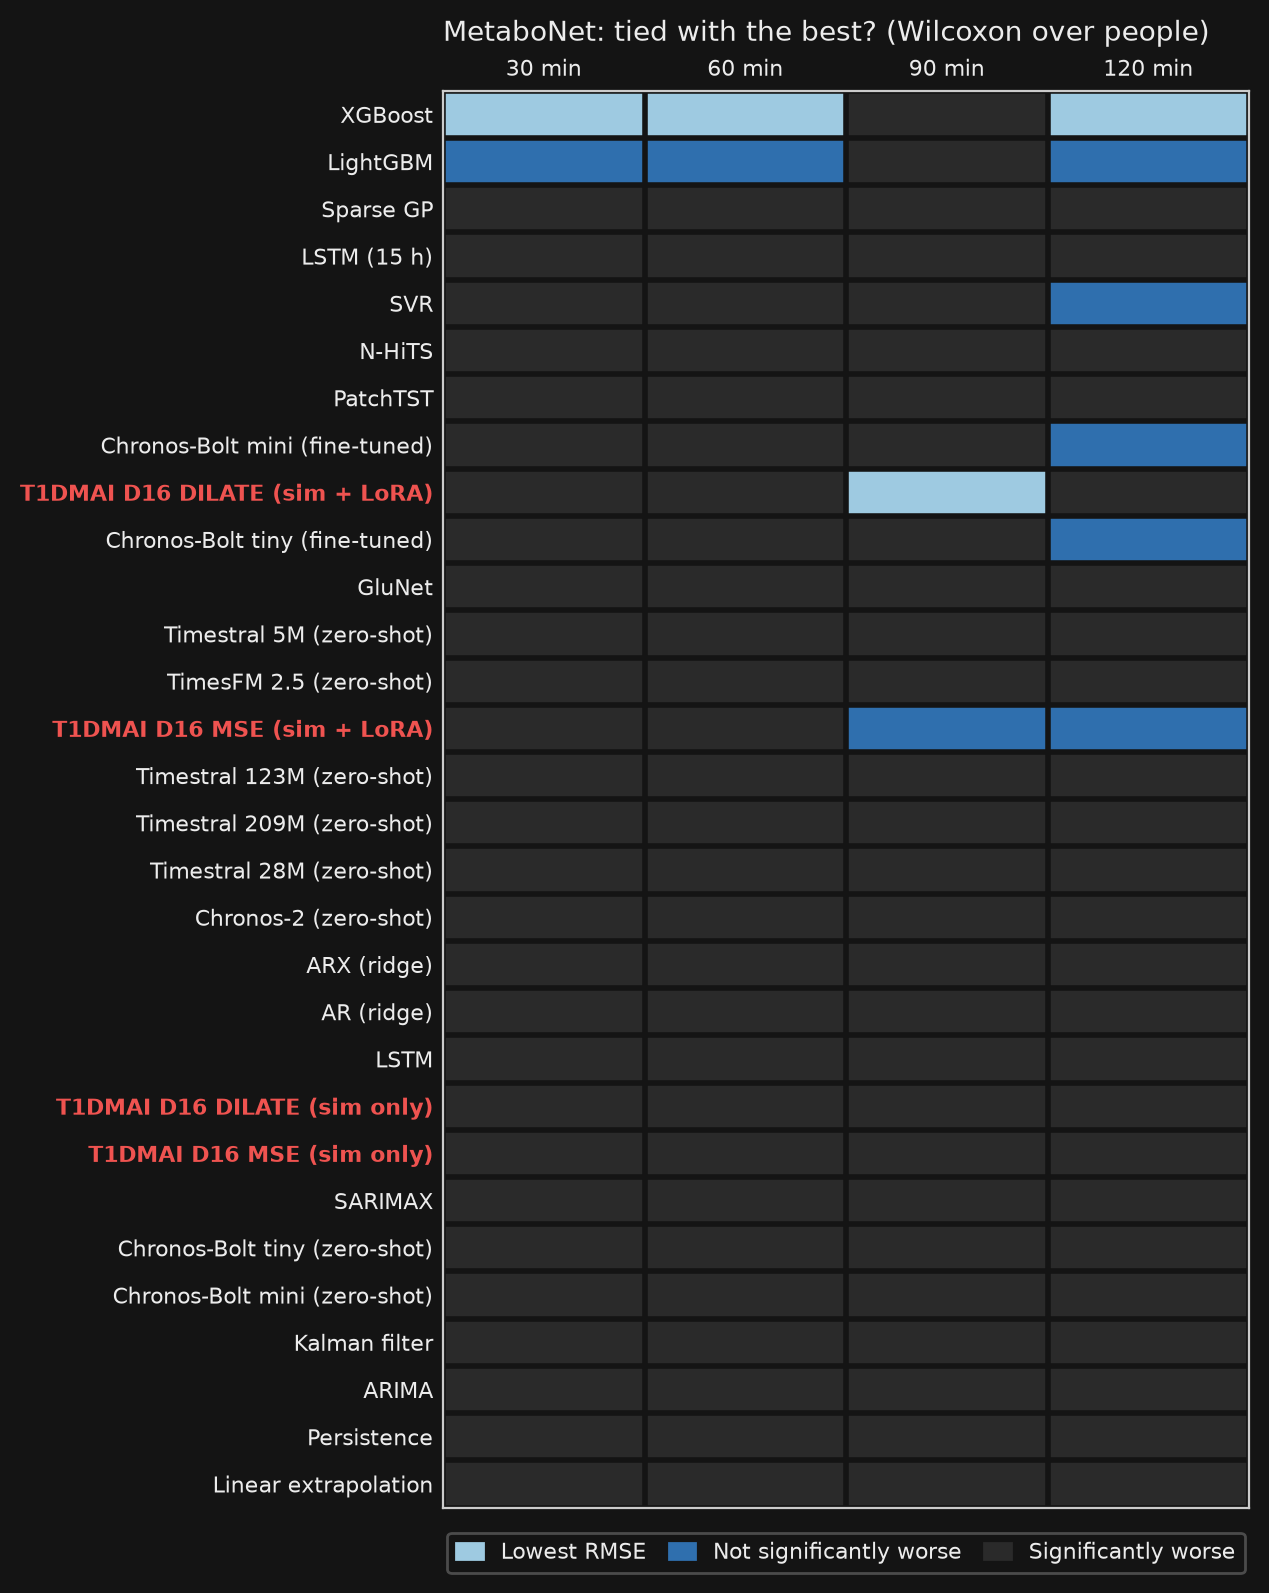 MetaboNet: tied with the best? (Wilcoxon over people)
30 min 60 min 90 min 120 min
XGBoost
LightGBM
Sparse GP
LSTM (15 h)
SVR
N-HiTS
PatchTST
Chronos-Bolt mini (fine-tuned)
T1DMAI D16 DILATE (sim + LoRA)
Chronos-Bolt tiny (fine-tuned)
GluNet
Timestral 5M (zero-shot)
TimesFM 2.5 (zero-shot)
T1DMAI D16 MSE (sim + LoRA)
Timestral 123M (zero-shot)
Timestral 209M (zero-shot)
Timestral 28M (zero-shot)
Chronos-2 (zero-shot)
ARX (ridge)
AR (ridge)
LSTM
T1DMAI D16 DILATE (sim only)
T1DMAI D16 MSE (sim only)
SARIMAX
Chronos-Bolt tiny (zero-shot)
Chronos-Bolt mini (zero-shot)
Kalman filter
ARIMA
Persistence
Linear extrapolation
Lowest RMSE Not significantly worse Significantly worse